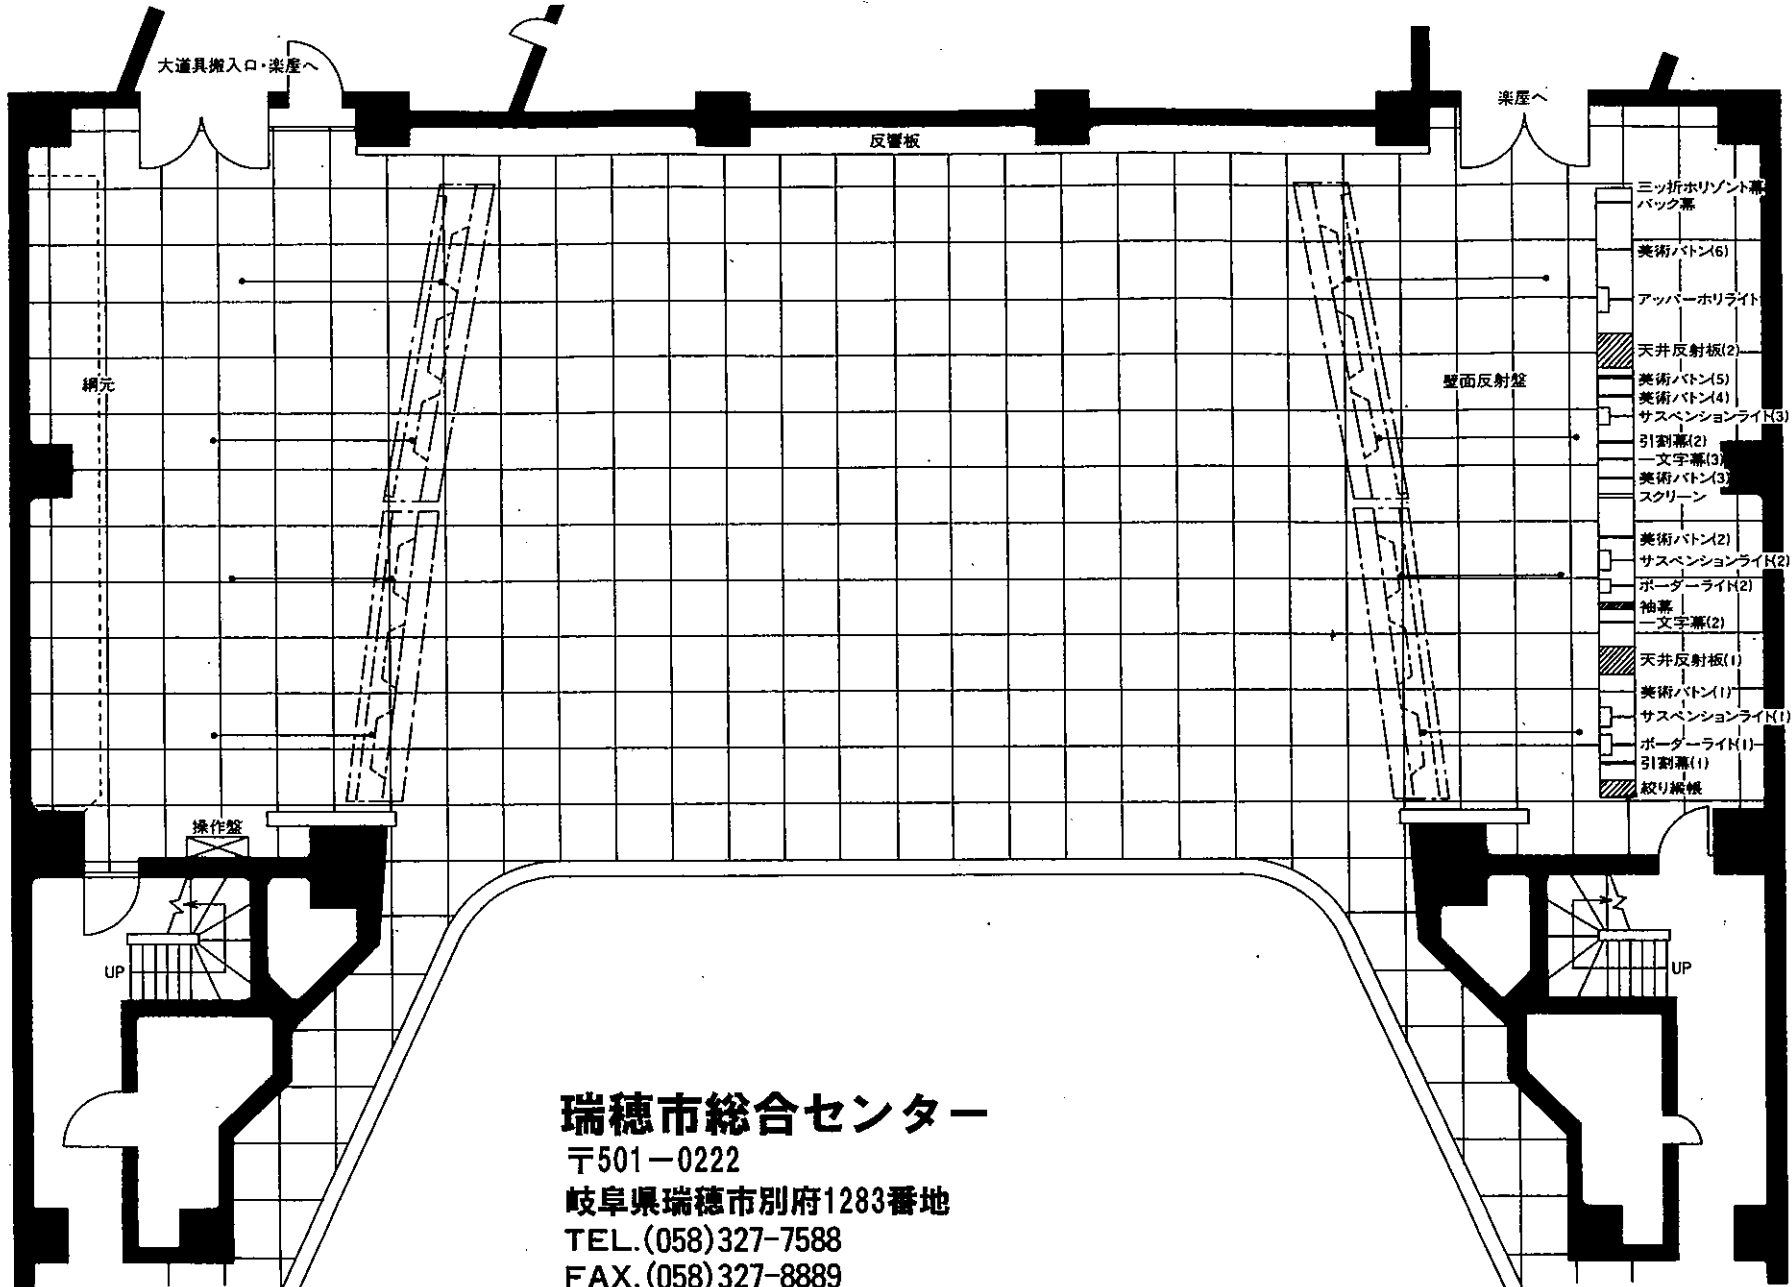 大道具搬入口・楽屋へ
楽屋へ
反響板
三ッ折ホリゾント幕
バック幕
美術バトン(6)
アッパーホリライト
天井反射板(2)
美術バトン(5)
美術バトン(4)
サスペンションライト(3)
引割幕(2)
一文字幕(3)
美術バトン(3)
スクリーン
美術バトン(2)
サスペンションライト(2)
ボーダーライト(2)
袖幕
一文字幕(2)
天井反射板(1)
美術バトン(1)
サスペンションライト(1)
ボーダーライト(1)
引割幕(1)
絞り緞帳
綱元
壁面反射盤
操作盤
UP
UP
瑞穂市総合センター
〒501-0222
岐阜県瑞穂市別府1283番地
TEL.(058)327-7588
FAX.(058)327-8889